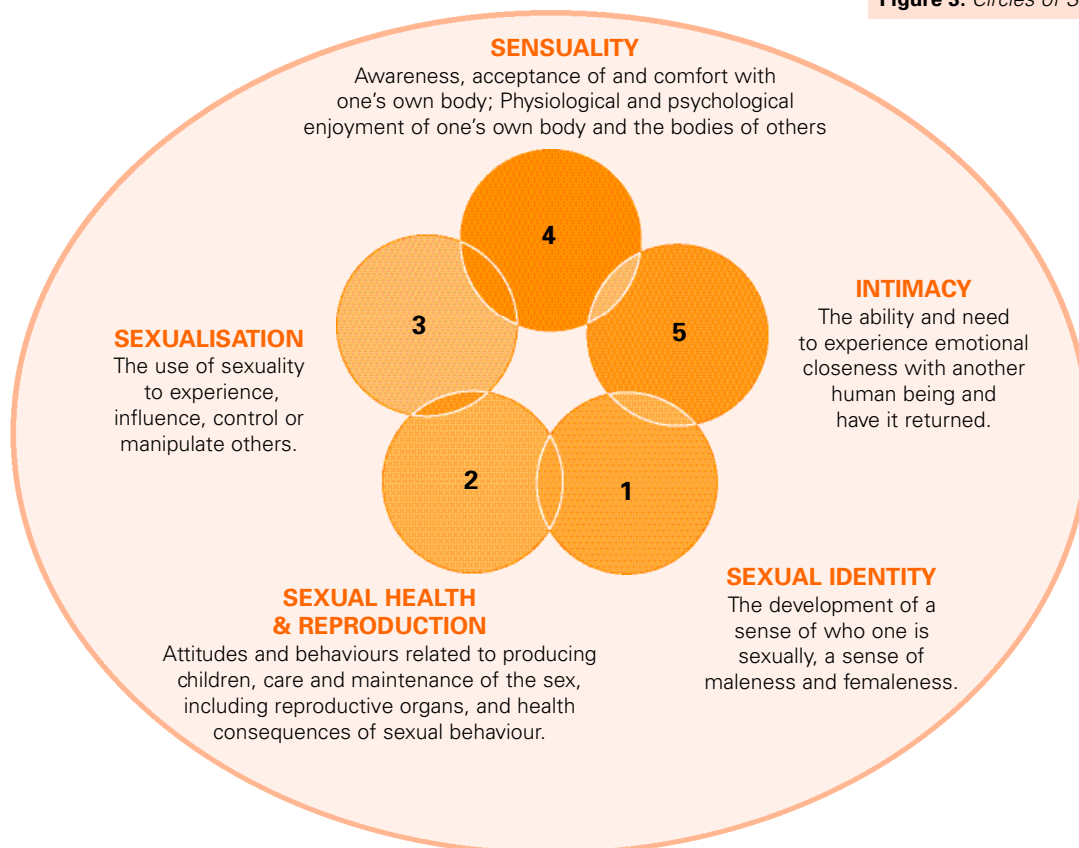 Figure 3: Circles of S
SENSUALITY
Awareness, acceptance of and comfort with
one's own body; Physiological and psychological
enjoyment of one's own body and the bodies of others
4
3
5
INTIMACY
The ability and need
to experience emotional
closeness with another
human being and
have it returned.
SEXUALISATION
The use of sexuality
to experience,
influence, control or
manipulate others.
2
1
SEXUAL IDENTITY
The development of a
sense of who one is
sexually, a sense of
maleness and femaleness.
SEXUAL HEALTH
& REPRODUCTION
Attitudes and behaviours related to producing
children, care and maintenance of the sex,
including reproductive organs, and health
consequences of sexual behaviour.